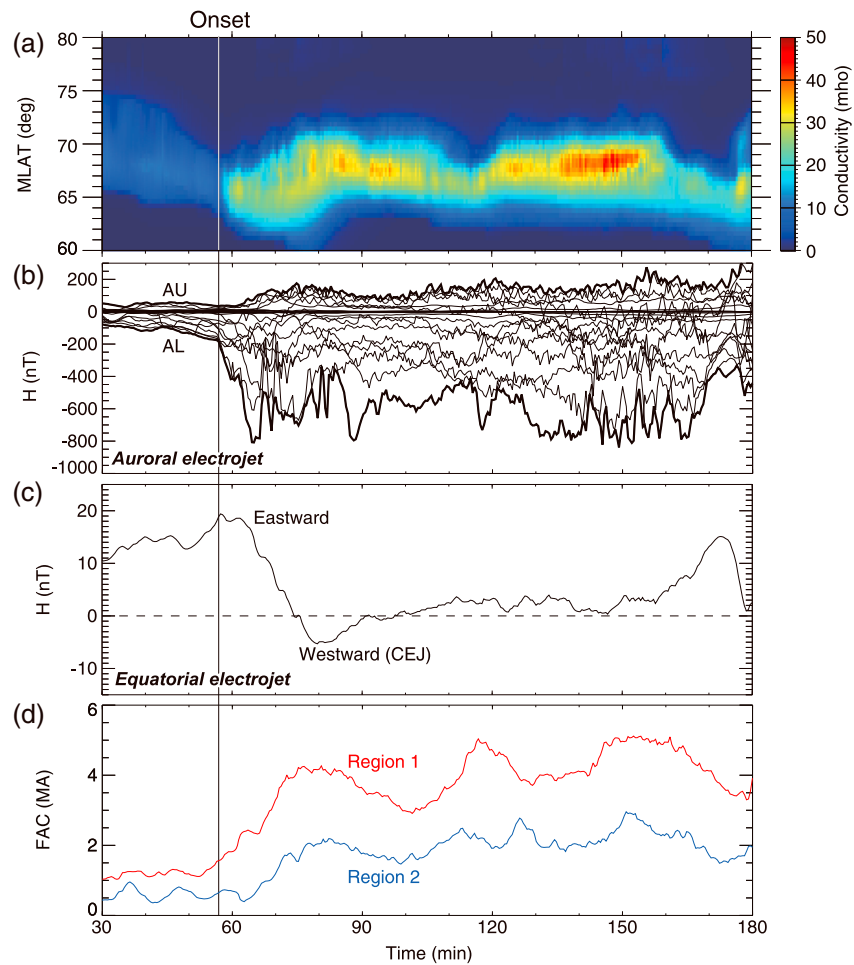 Onset
(a)
80
75
70
65
60
MLAT (deg)
50
40
30
20
10
0
Conductivity (mho)
(b)
200
0
-200
-400
-600
-800
-1000
H (nT)
AU
AL
Auroral electrojet
(c)
20
10
0
-10
H (nT)
Eastward
Westward (CEJ)
Equatorial electrojet
(d)
6
4
2
0
FAC (MA)
Region 1
Region 2
30 60 90 120 150 180
Time (min)